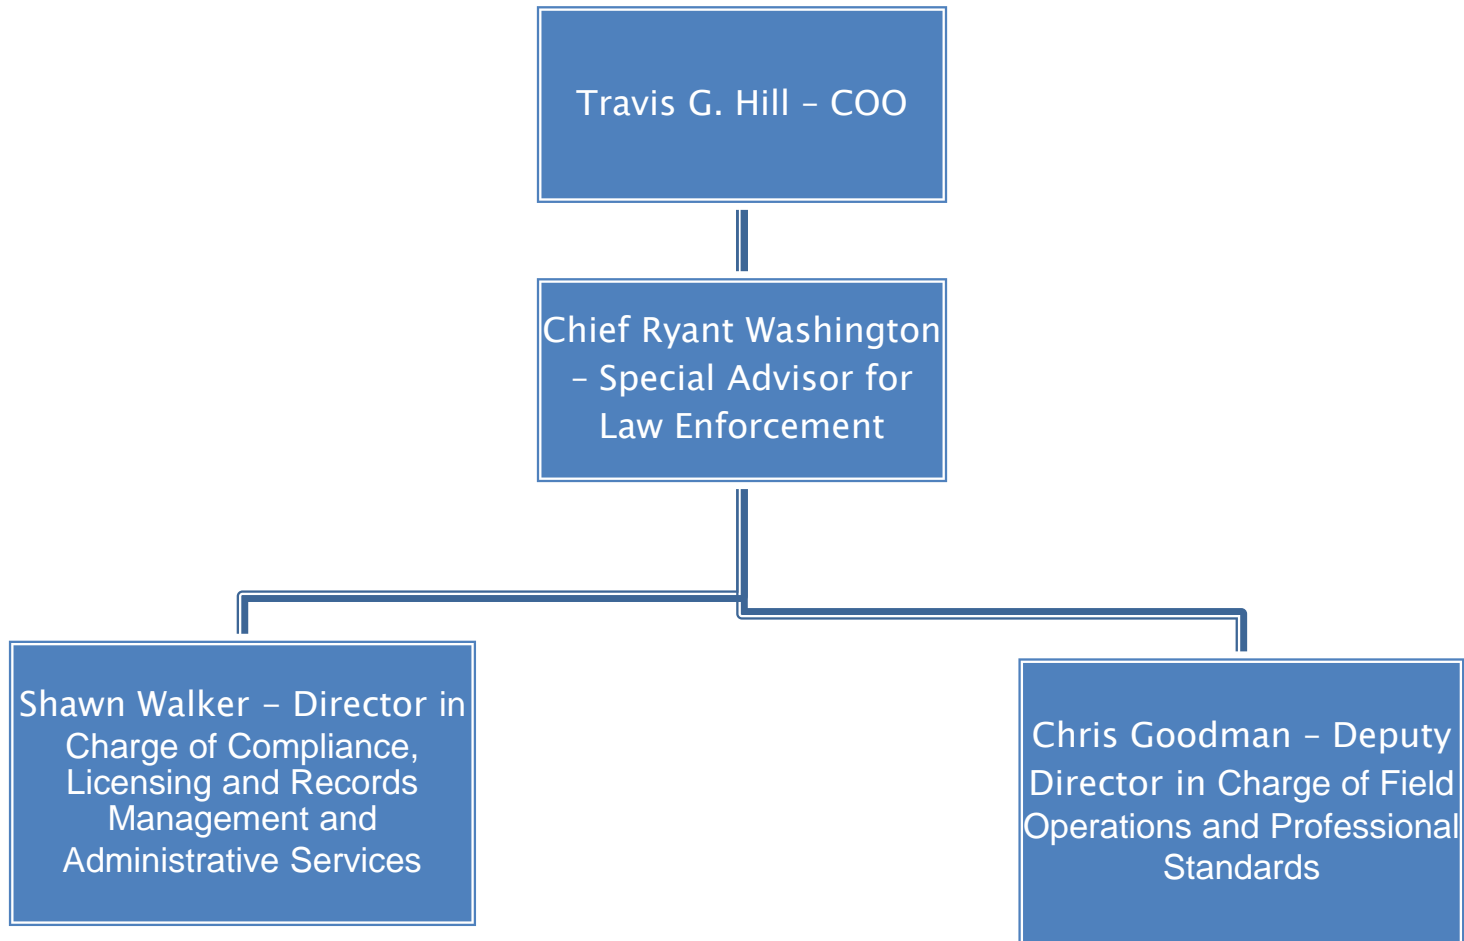 Travis G. Hill – COO
Chief Ryant Washington
– Special Advisor for
Law Enforcement
Shawn Walker – Director in
Charge of Compliance,
Licensing and Records
Management and
Administrative Services
Chris Goodman – Deputy
Director in Charge of Field
Operations and Professional
Standards